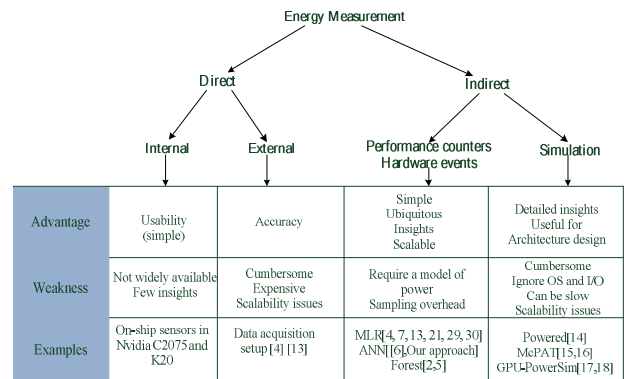 Energy Measurement
Direct
Indirect
Internal
External
Performance counters
Hardware events
Simulation
Advantage
Usability
(simple)
Accuracy
Simple
Ubiquitous
Insights
Scalable
Detailed insights
Useful for
Architecture design
Weakness
Not widely available
Few insights
Cumbersome
Expensive
Scalability issues
Require a model of
power
Sampling overhead
Cumbersome
Ignore OS and I/O
Can be slow
Scalability issues
Examples
On-ship sensors in
Nvidia C2075 and
K20
Data acquisition
setup [4] [13]
MLR[4, 7, 13, 21, 29, 30]
ANN[[6],Our approach]
Forest[2,5]
Powered[14]
McPAT[15,16]
GPU-PowerSim[17,18]